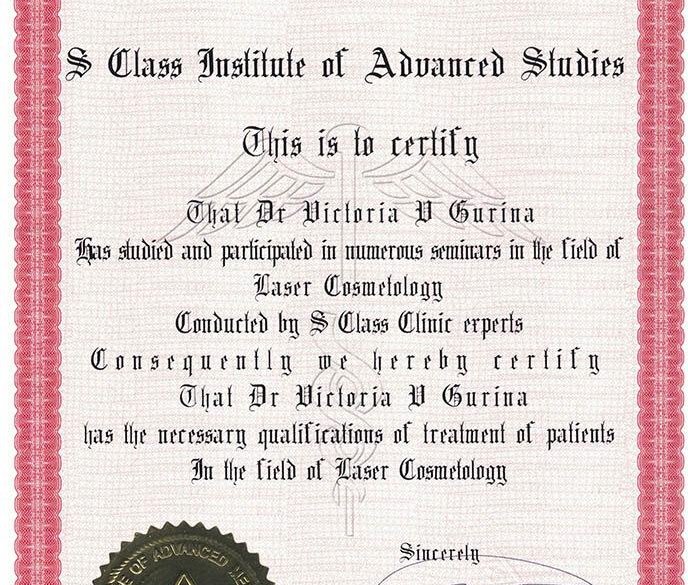 S Class Institute of Advanced Studies
This is to certify
That Dr Victoria V Gurina
Has studied and participated in numerous seminars in the field of
Laser Cosmetology
Conducted by S Class Clinic experts
Consequently we hereby certify
That Dr Victoria V Gurina
has the necessary qualifications of treatment of patients
In the field of Laser Cosmetology
Sincerely
OF ADVANCED